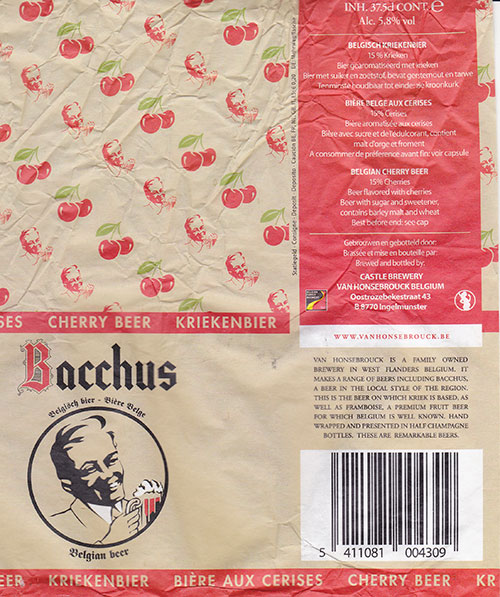 INH. 37.5cl CONT. e
Alc. 5.8% vol
BELGISCH KRIEKENBIER
15% Krieken
Bier gearomatiseerd met krieken
Bier met suiker en zoetstof, bevat gerstemout en tarwe
Tenminste houdbaar tot einde: zie kroonkurk
BIÈRE BELGE AUX CERISES
15% Cerises
Bière aromatisée aux cerises
Bière avec sucre et de l'édulcorant, contient
malt d'orge et froment
A consommer de préférence avant fin: voir capsule
BELGIAN CHERRY BEER
15% Cherries
Beer flavored with cherries
Beer with sugar and sweetener,
contains barley malt and wheat
Best before end: see cap
Gebrouwen en gebotteld door:
Brassée et mise en bouteille par:
Brewed and bottled by:
CASTLE BREWERY
VAN HONSEBROUCK BELGIUM
Oostrozebekestraat 43
B 8770 Ingelmunster
WWW.VANHONSEBROUCK.BE
Statiegeld - Consigne - Deposit - Deposito
SES CHERRY BEER KRIEKENBIER
Bacchus
Belgisch bier - Bière Belge
Belgian beer
VAN HONSEBROUCK IS A FAMILY OWNED
BREWERY IN WEST FLANDERS BELGIUM. IT
MAKES A RANGE OF BEERS INCLUDING BACCHUS,
A BEER IN THE LOCAL STYLE OF THE REGION.
THIS IS THE BEER ON WHICH KRIEK IS BASED. AS
WELL AS FRAMBOISE, A PREMIUM FRUIT BEER
FOR WHICH BELGIUM IS WELL KNOWN. HAND
WRAPPED AND PRESENTED IN HALF CHAMPAGNE
BOTTLES. THESE ARE REMARKABLE BEERS.
5 411081 004309
EER KRIEKENBIER BIÈRE AUX CERISES CHERRY BEER KR